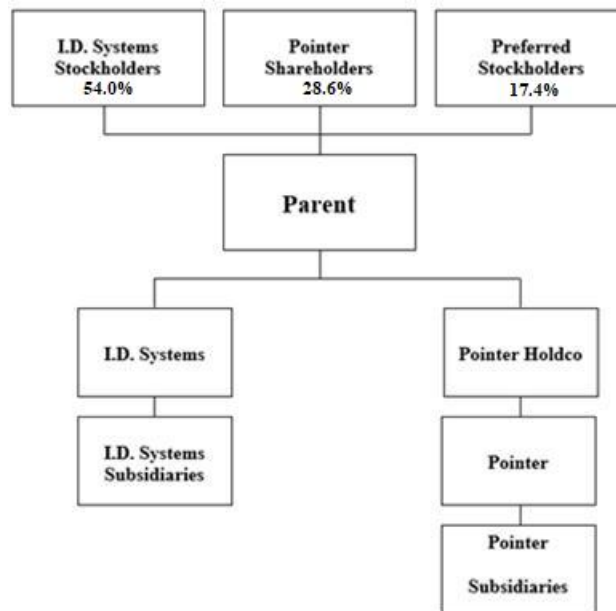 I.D. Systems
Stockholders
54.0%
Pointer
Shareholders
28.6%
Preferred
Stockholders
17.4%
Parent
I.D. Systems
Pointer Holdco
I.D. Systems
Subsidiaries
Pointer
Pointer
Subsidiaries